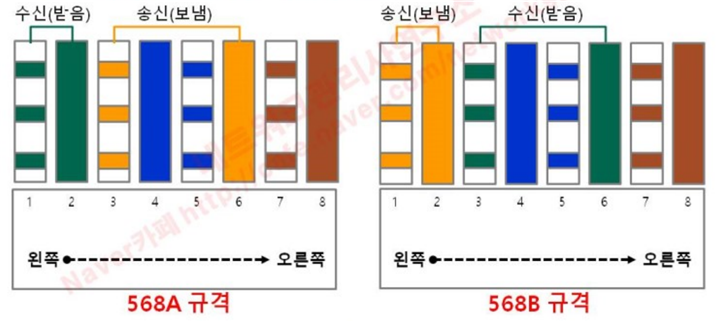 수신(받음) 송신(보냄)
1 2 3 4 5 6 7 8
왼쪽 오른쪽
568A 규격
송신(보냄) 수신(받음)
1 2 3 4 5 6 7 8
왼쪽 오른쪽
568B 규격
Naver카페 http://cafe.naver.com/networkx